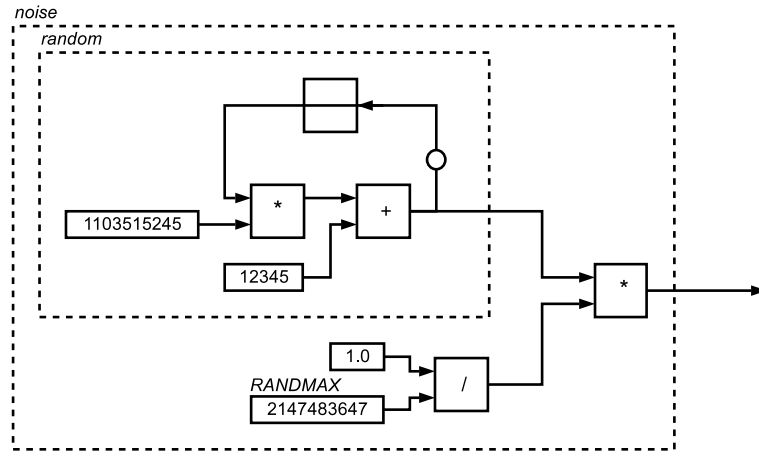 noise
random
*
+
1103515245
12345
*
1.0
/
RANDMAX
2147483647